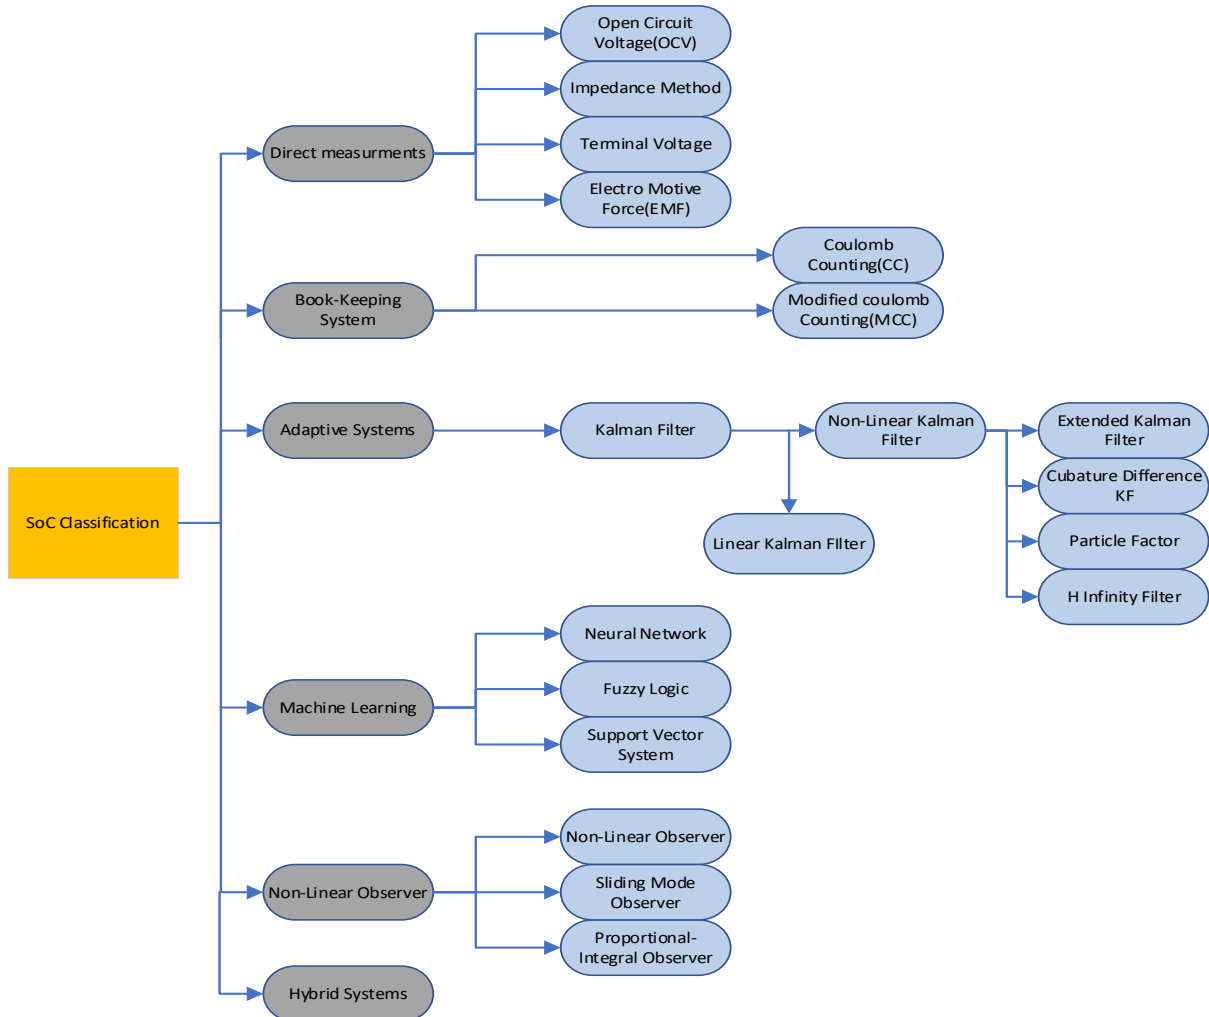 Open Circuit
Voltage(OCV)
Impedance Method
Direct measurments
Terminal Voltage
Electro Motive
Force(EMF)
Coulomb
Counting(CC)
Book-Keeping
System
Modified coulomb
Counting(MCC)
Adaptive Systems
Kalman Filter
Non-Linear Kalman
Filter
Extended Kalman
Filter
Cubature Difference
KF
SoC Classification
Linear Kalman FIlter
Particle Factor
H Infinity Filter
Neural Network
Machine Learning
Fuzzy Logic
Support Vector
System
Non-Linear Observer
Non-Linear Observer
Sliding Mode
Observer
Proportional-
Integral Observer
Hybrid Systems